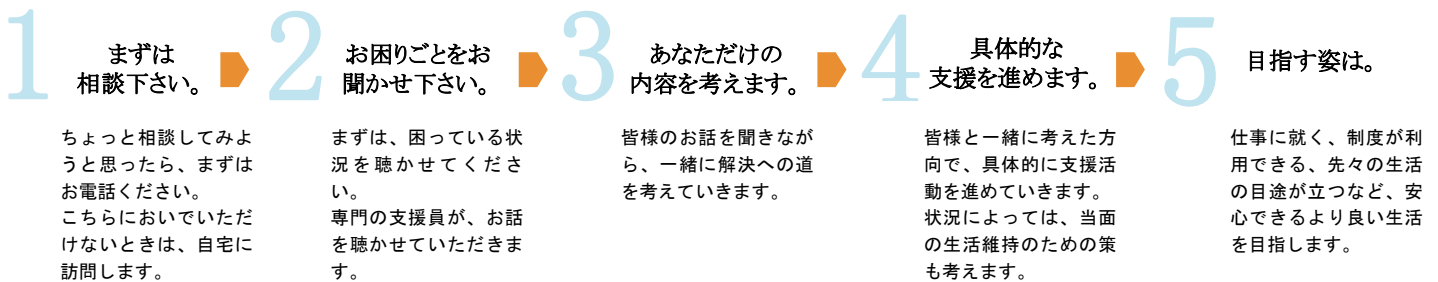 1
まずは
相談下さい。
ちょっと相談してみよ
うと思ったら、まずは
お電話ください。
こちらにおいでいただ
けないときは、自宅に
訪問します。
2
お困りごとをお
聞かせ下さい。
まずは、困っている状
況を聴かせてくださ
い。
専門の支援員が、お話
を聴かせていただきま
す。
3
あなただけの
内容を考えます。
皆様のお話を聞きなが
ら、一緒に解決への道
を考えていきます。
4
具体的な
支援を進めます。
皆様と一緒に考えた方
向で、具体的に支援活
動を進めていきます。
状況によっては、当面
の生活維持のための策
も考えます。
5
目指す姿は。
仕事に就く、制度が利
用できる、先々の生活
の目途が立つなど、安
心できるより良い生活
を目指します。